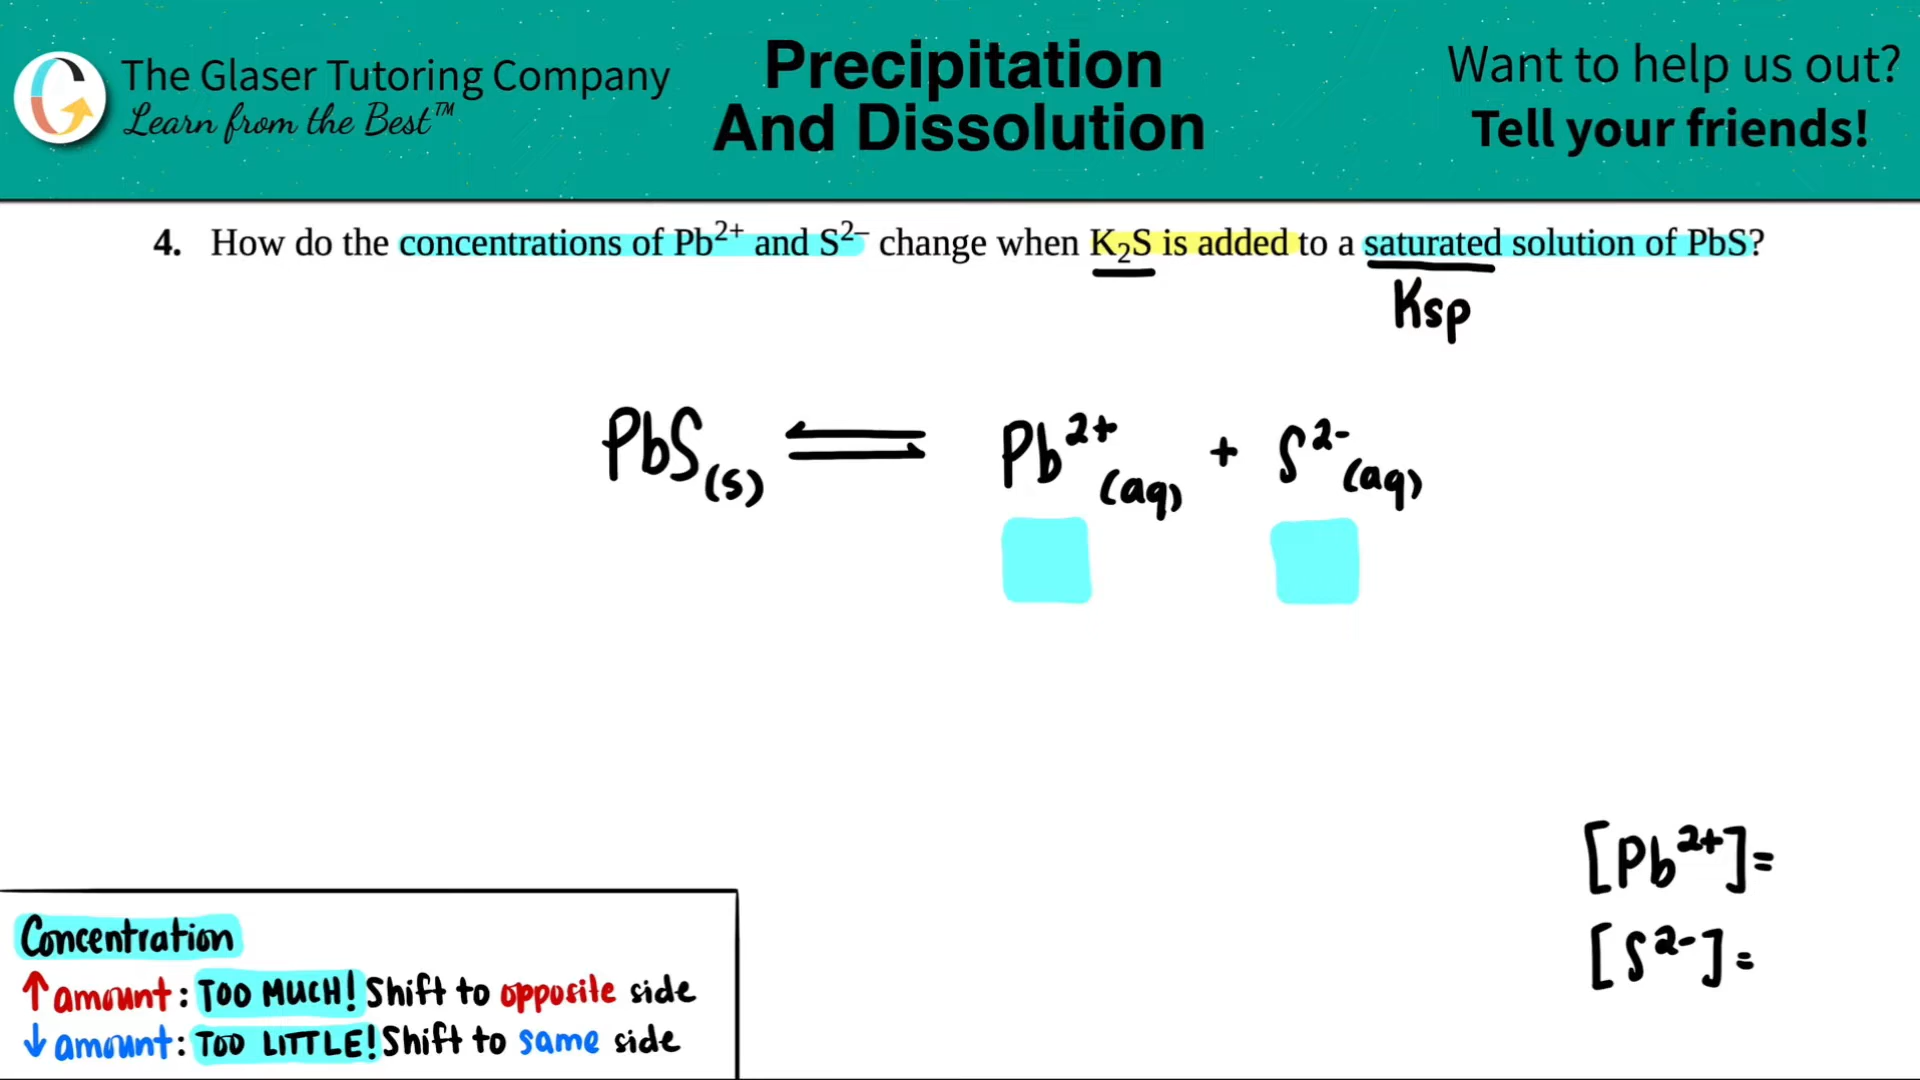 The Glaser Tutoring Company
Learn from the Best™
Precipitation
And Dissolution
Want to help us out?
Tell your friends!
4. How do the concentrations of Pb²⁺ and S²⁻ change when K₂S is added to a saturated solution of PbS?
Ksp
PbS(s) ⇌ Pb²⁺(aq) + S²⁻(aq)
[Pb²⁺]=
[S²⁻]=
Concentration
↑ amount: TOO MUCH! Shift to opposite side
↓ amount: TOO LITTLE! Shift to same side